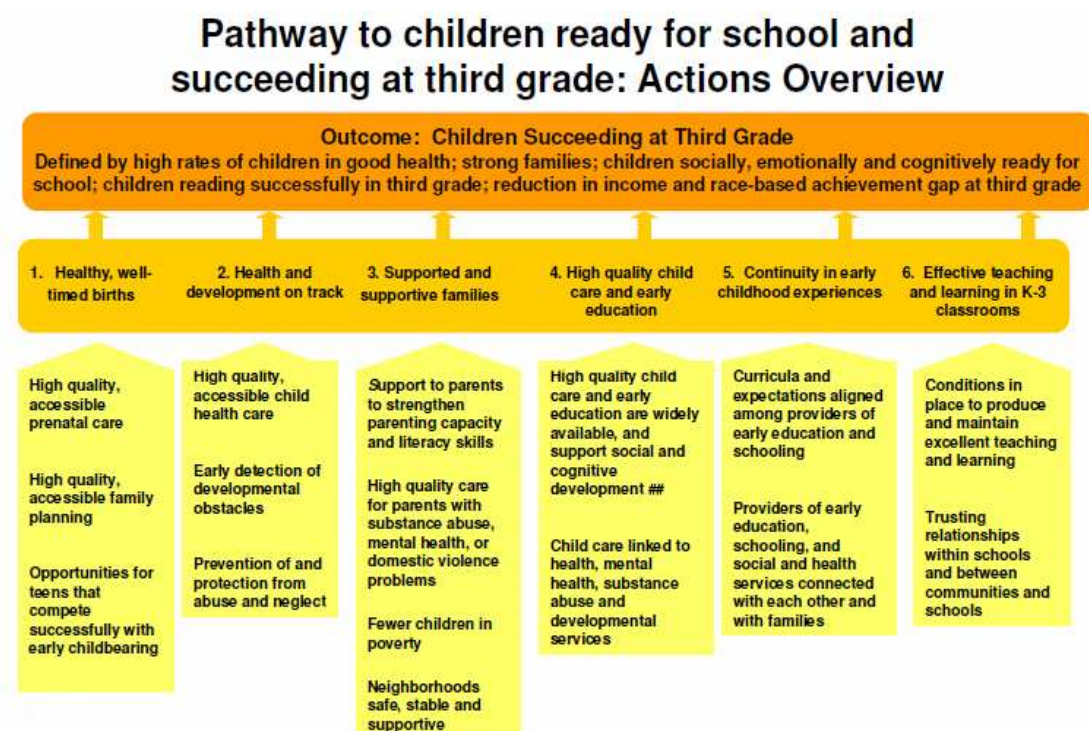 Pathway to children ready for school and
succeeding at third grade: Actions Overview
Outcome: Children Succeeding at Third Grade
Defined by high rates of children in good health; strong families; children socially, emotionally and cognitively ready for
school; children reading successfully in third grade; reduction in income and race-based achievement gap at third grade
1. Healthy, well-
timed births
2. Health and
development on track
3. Supported and
supportive families
4. High quality child
care and early
education
5. Continuity in early
childhood experiences
6. Effective teaching
and learning in K-3
classrooms
High quality,
accessible
prenatal care
High quality,
accessible family
planning
Opportunities for
teens that
compete
successfully with
early childbearing
High quality,
accessible child
health care
Early detection of
developmental
obstacles
Prevention of and
protection from
abuse and neglect
Support to parents
to strengthen
parenting capacity
and literacy skills
High quality care
for parents with
substance abuse,
mental health, or
domestic violence
problems
Fewer children in
poverty
Neighborhoods
safe, stable and
supportive
High quality child
care and early
education are widely
available, and
support social and
cognitive
development ##
Child care linked to
health, mental
health, substance
abuse and
developmental
services
Curricula and
expectations aligned
among providers of
early education and
schooling
Providers of early
education,
schooling, and
social and health
services connected
with each other and
with families
Conditions in
place to produce
and maintain
excellent teaching
and learning
Trusting
relationships
within schools
and between
communities and
schools